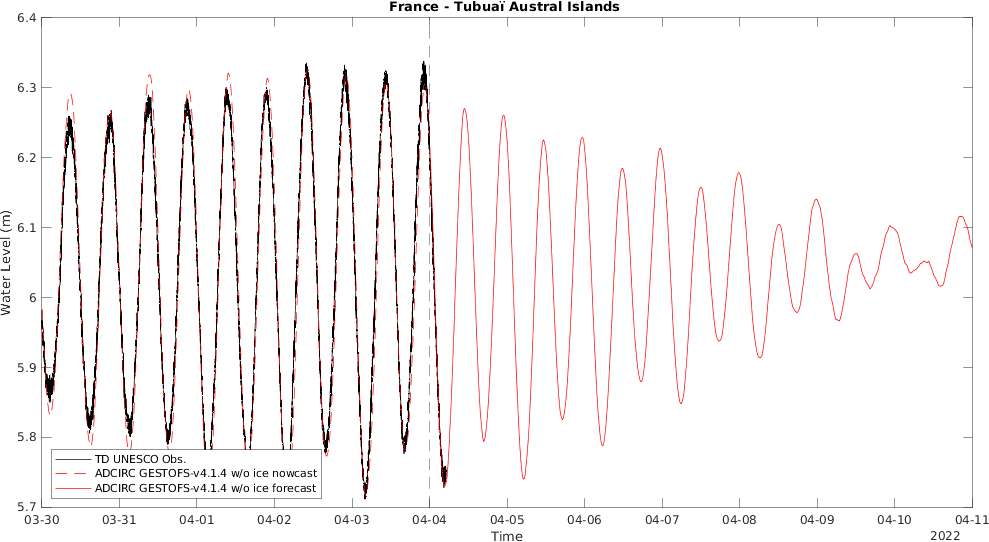 France - Tubuaï Austral Islands
6.4
6.3
6.2
6.1
6
5.9
5.8
5.7
Water Level (m)
TD UNESCO Obs.
ADCIRC GESTOFS-v4.1.4 w/o ice nowcast
ADCIRC GESTOFS-v4.1.4 w/o ice forecast
03-30 03-31 04-01 04-02 04-03 04-04 04-05 04-06 04-07 04-08 04-09 04-10 04-11
Time
2022